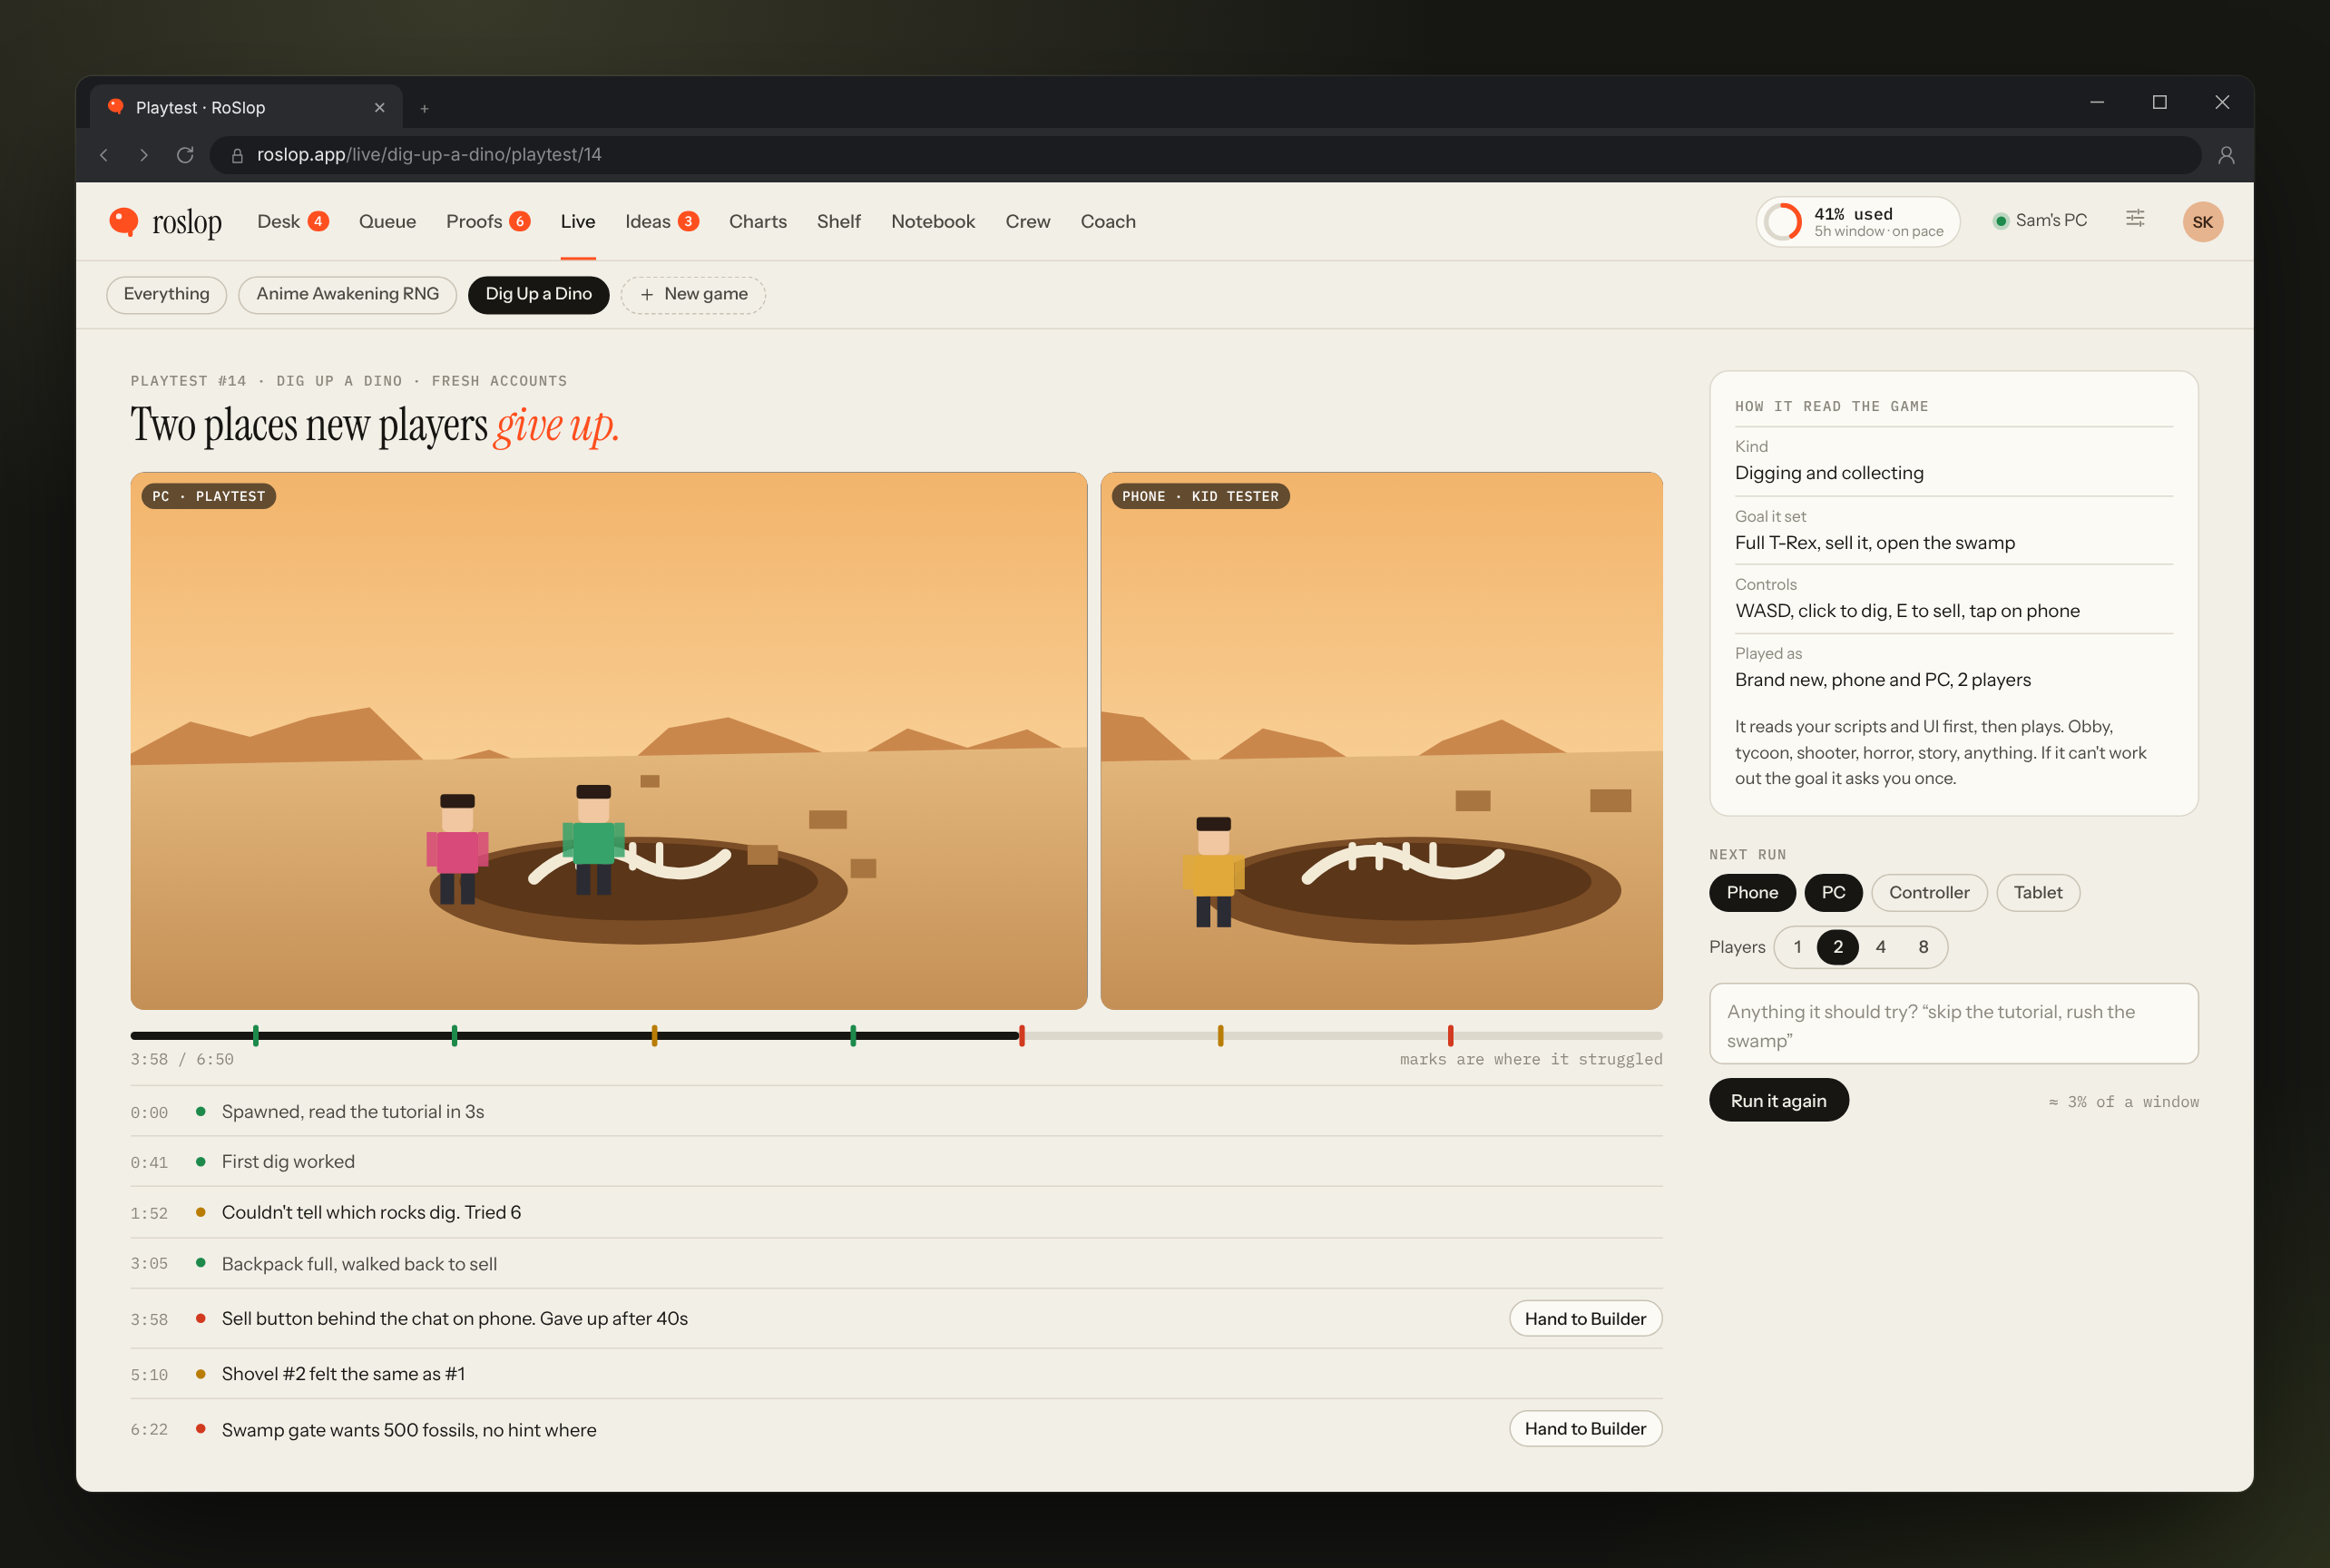 Playtest · RoSlop
roslop.app/live/dig-up-a-dino/playtest/14
roslop
Desk 4
Queue
Proofs 6
Live
Ideas 3
Charts
Shelf
Notebook
Crew
Coach
41% used
5h window · on pace
Sam's PC
SK
Everything
Anime Awakening RNG
Dig Up a Dino
+ New game
PLAYTEST #14 · DIG UP A DINO · FRESH ACCOUNTS
Two places new players give up.
PC · PLAYTEST
PHONE · KID TESTER
3:58 / 6:50
marks are where it struggled
0:00 Spawned, read the tutorial in 3s
0:41 First dig worked
1:52 Couldn't tell which rocks dig. Tried 6
3:05 Backpack full, walked back to sell
3:58 Sell button behind the chat on phone. Gave up after 40s Hand to Builder
5:10 Shovel #2 felt the same as #1
6:22 Swamp gate wants 500 fossils, no hint where Hand to Builder
HOW IT READ THE GAME
Kind
Digging and collecting
Goal it set
Full T-Rex, sell it, open the swamp
Controls
WASD, click to dig, E to sell, tap on phone
Played as
Brand new, phone and PC, 2 players
It reads your scripts and UI first, then plays. Obby,
tycoon, shooter, horror, story, anything. If it can't work
out the goal it asks you once.
NEXT RUN
Phone
PC
Controller
Tablet
Players 1 2 4 8
Anything it should try? “skip the tutorial, rush the
swamp”
Run it again
≈ 3% of a window